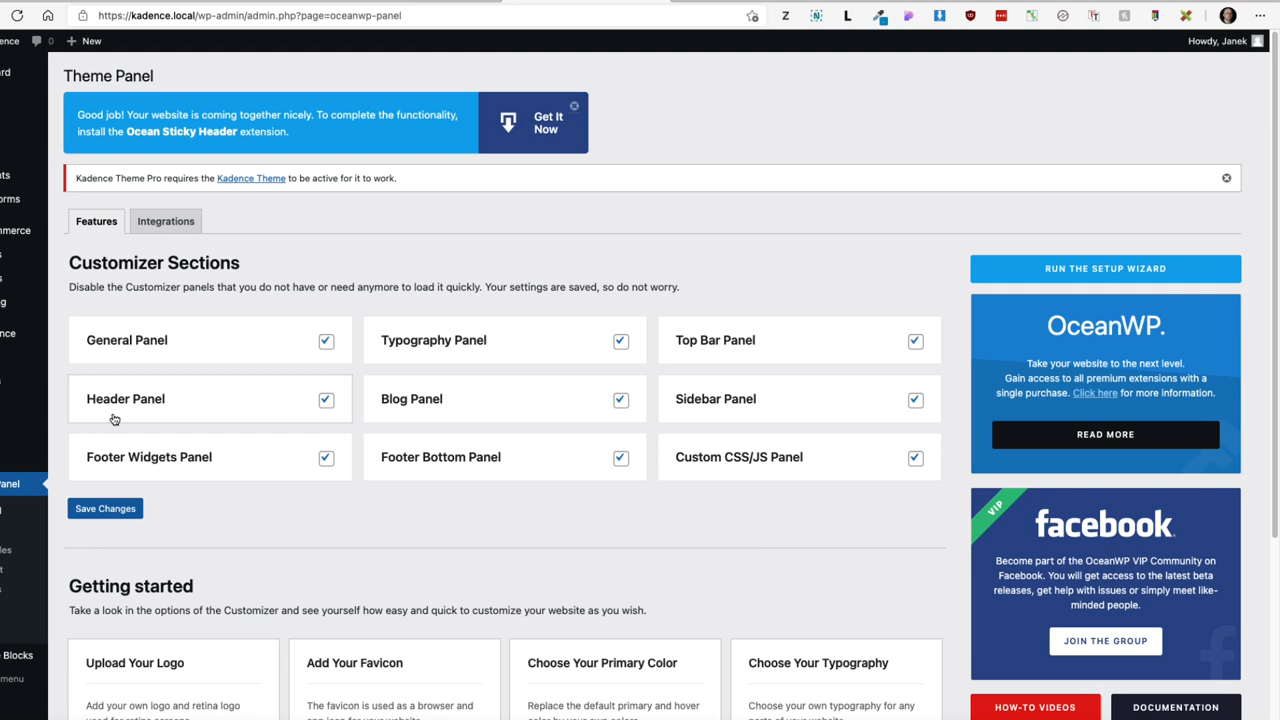 https://kadence.local/wp-admin/admin.php?page=oceanwp-panel
ence 0 + New Howdy, Janek
Theme Panel
Good job! Your website is coming together nicely. To complete the functionality,
install the Ocean Sticky Header extension.
Get It
Now
Kadence Theme Pro requires the Kadence Theme to be active for it to work.
Features Integrations
Customizer Sections
Disable the Customizer panels that you do not have or need anymore to load it quickly. Your settings are saved, so do not worry.
General Panel Typography Panel Top Bar Panel
Header Panel Blog Panel Sidebar Panel
Footer Widgets Panel Footer Bottom Panel Custom CSS/JS Panel
Save Changes
Getting started
Take a look in the options of the Customizer and see yourself how easy and quick to customize your website as you wish.
Upload Your Logo Add Your Favicon Choose Your Primary Color Choose Your Typography
Add your own logo and retina logo The favicon is used as a browser and Replace the default primary and hover Choose your own typography for any
RUN THE SETUP WIZARD
OceanWP.
Take your website to the next level.
Gain access to all premium extensions with a
single purchase. Click here for more information.
READ MORE
VIP
facebook
Become part of the OceanWP VIP Community on
Facebook. You will get access to the latest beta
releases, get help with issues or simply meet like-
minded people.
JOIN THE GROUP
HOW-TO VIDEOS DOCUMENTATION
ard
nts
orms
merce
s
s
ng
nce
s
Panel
les
t
s
e Blocks
menu